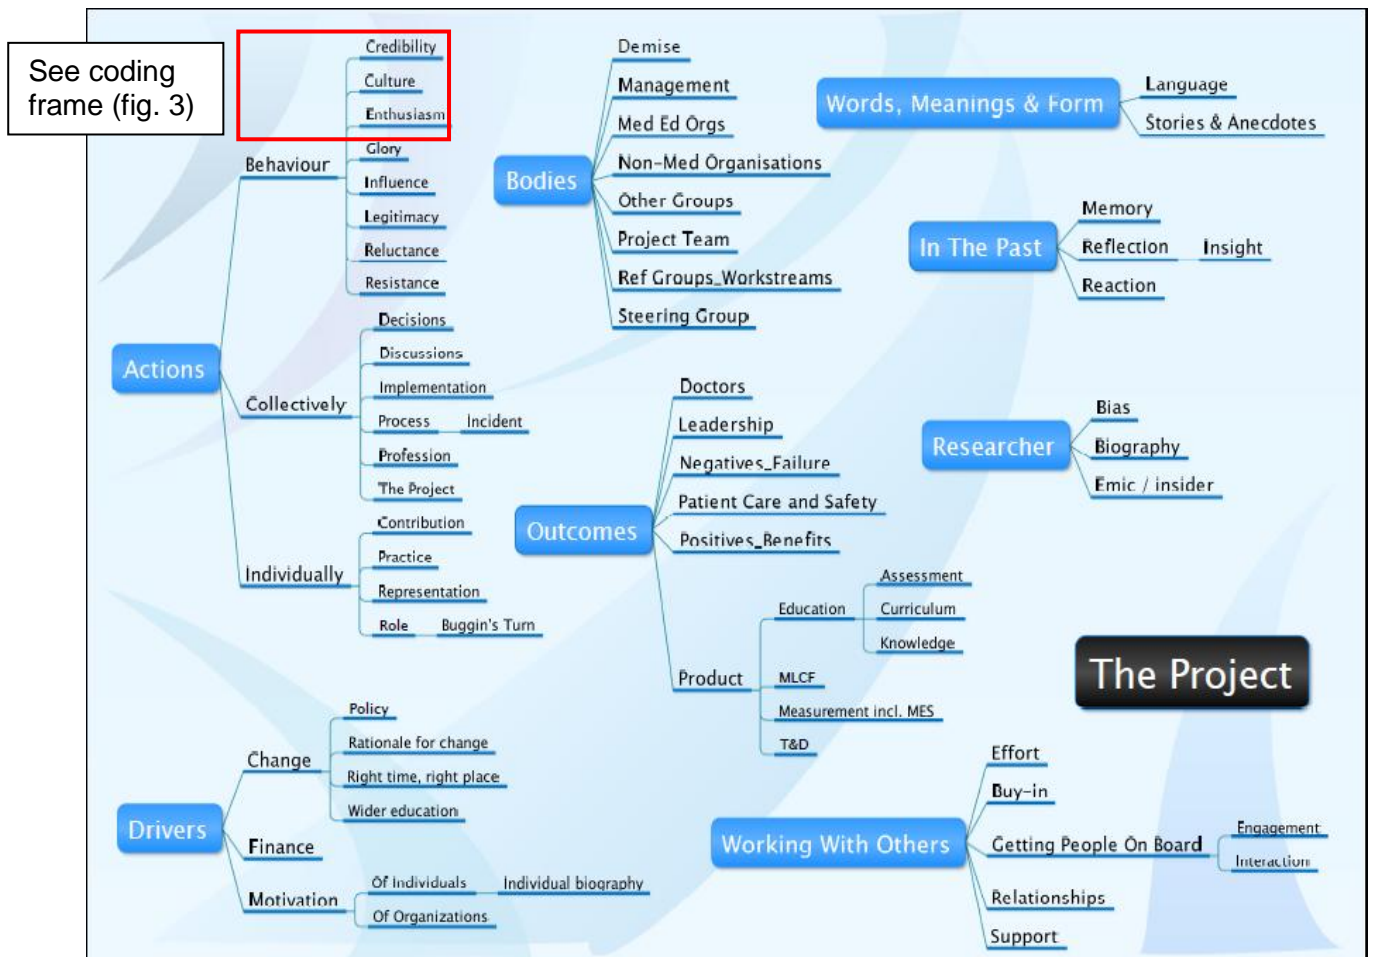 See coding
frame (fig. 3)
Actions
Behaviour
Credibility
Culture
Enthusiasm
Glory
Influence
Legitimacy
Reluctance
Resistance
Collectively
Decisions
Discussions
Implementation
Process
Incident
Profession
The Project
Individually
Contribution
Practice
Representation
Role
Buggin's Turn
Drivers
Change
Policy
Rationale for change
Right time, right place
Wider education
Finance
Motivation
Of Individuals
Individual biography
Of Organizations
Bodies
Demise
Management
Med Ed Orgs
Non-Med Organisations
Other Groups
Project Team
Ref Groups_Workstreams
Steering Group
Outcomes
Doctors
Leadership
Negatives_Failure
Patient Care and Safety
Positives_Benefits
Product
Education
Assessment
Curriculum
Knowledge
MLCF
Measurement incl. MES
T&D
Words, Meanings & Form
Language
Stories & Anecdotes
In The Past
Memory
Reflection
Insight
Reaction
Researcher
Bias
Biography
Emic / insider
The Project
Working With Others
Effort
Buy-in
Getting People On Board
Engagement
Interaction
Relationships
Support